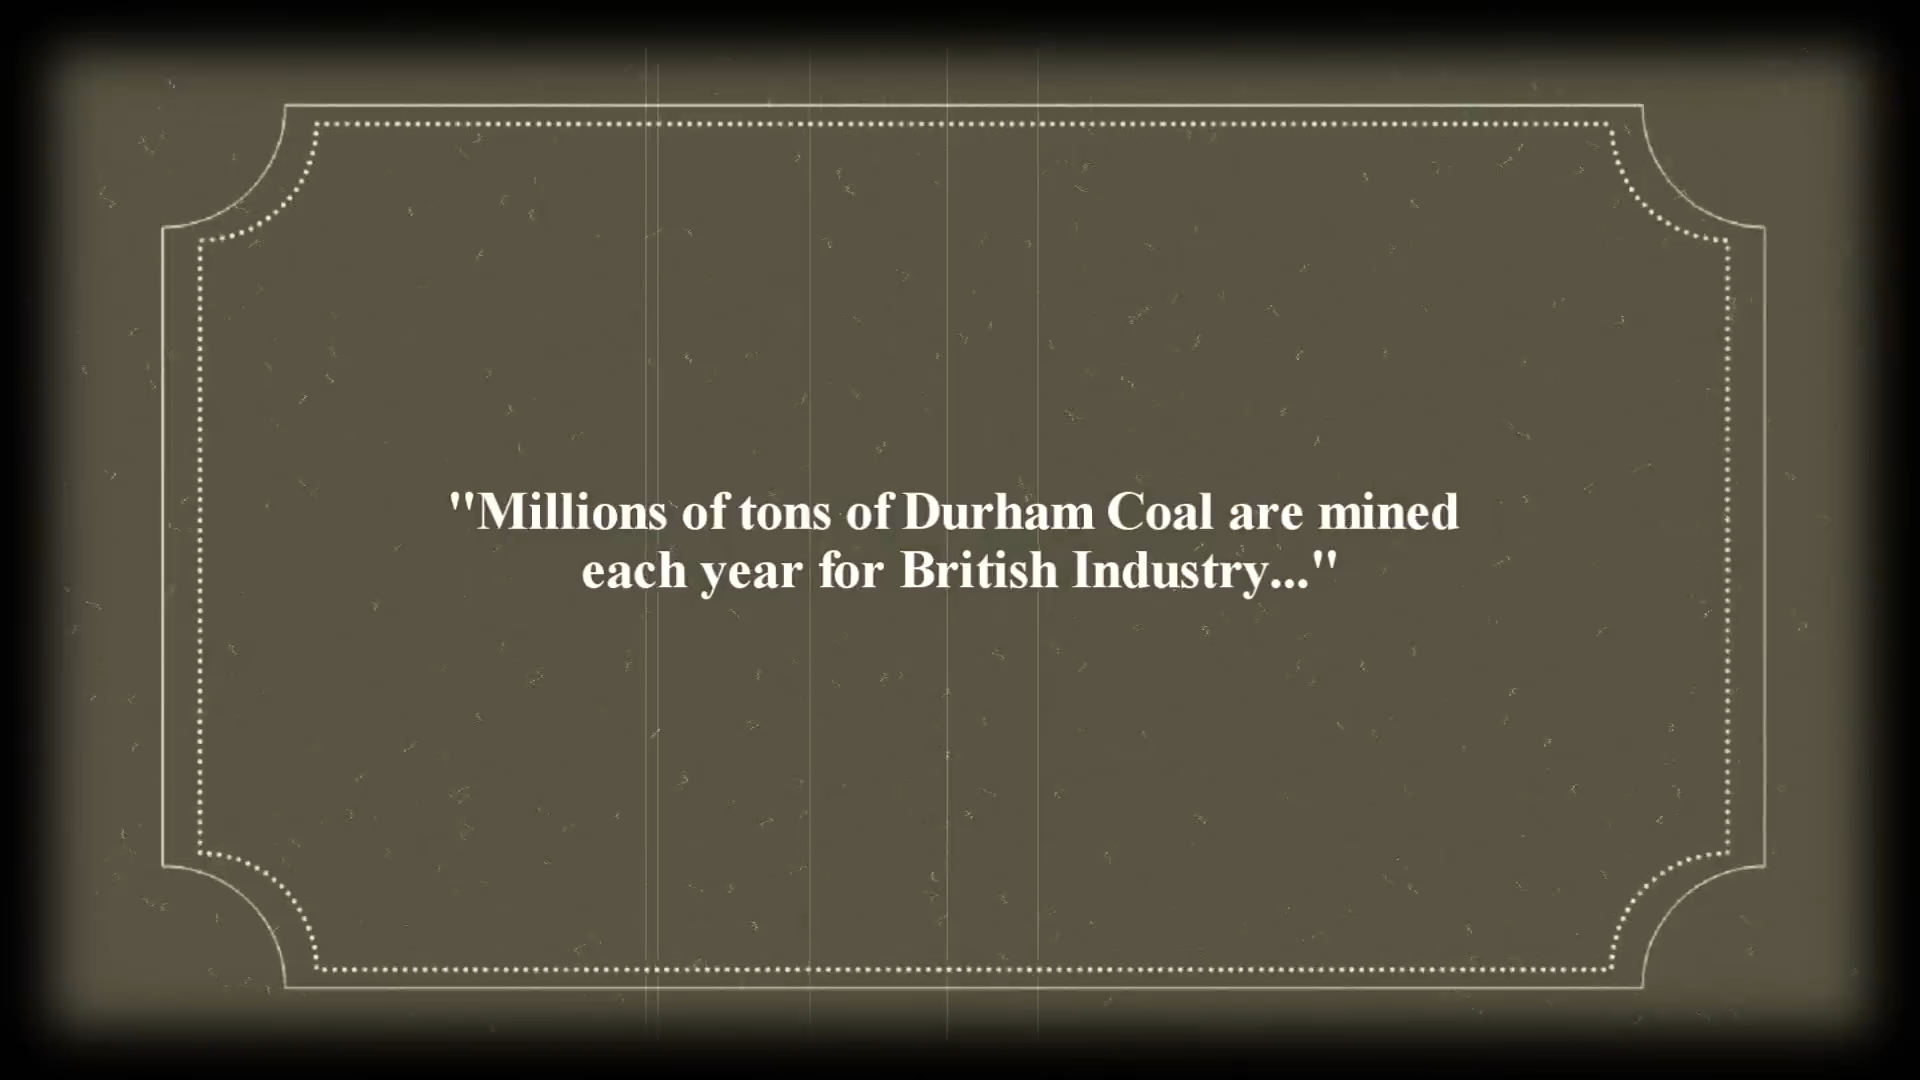 "Millions of tons of Durham Coal are mined
each year for British Industry..."